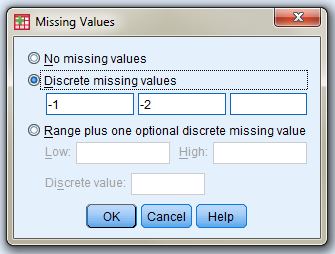 Missing Values
No missing values
Discrete missing values
-1 -2
Range plus one optional discrete missing value
Low: High:
Discrete value:
OK Cancel Help